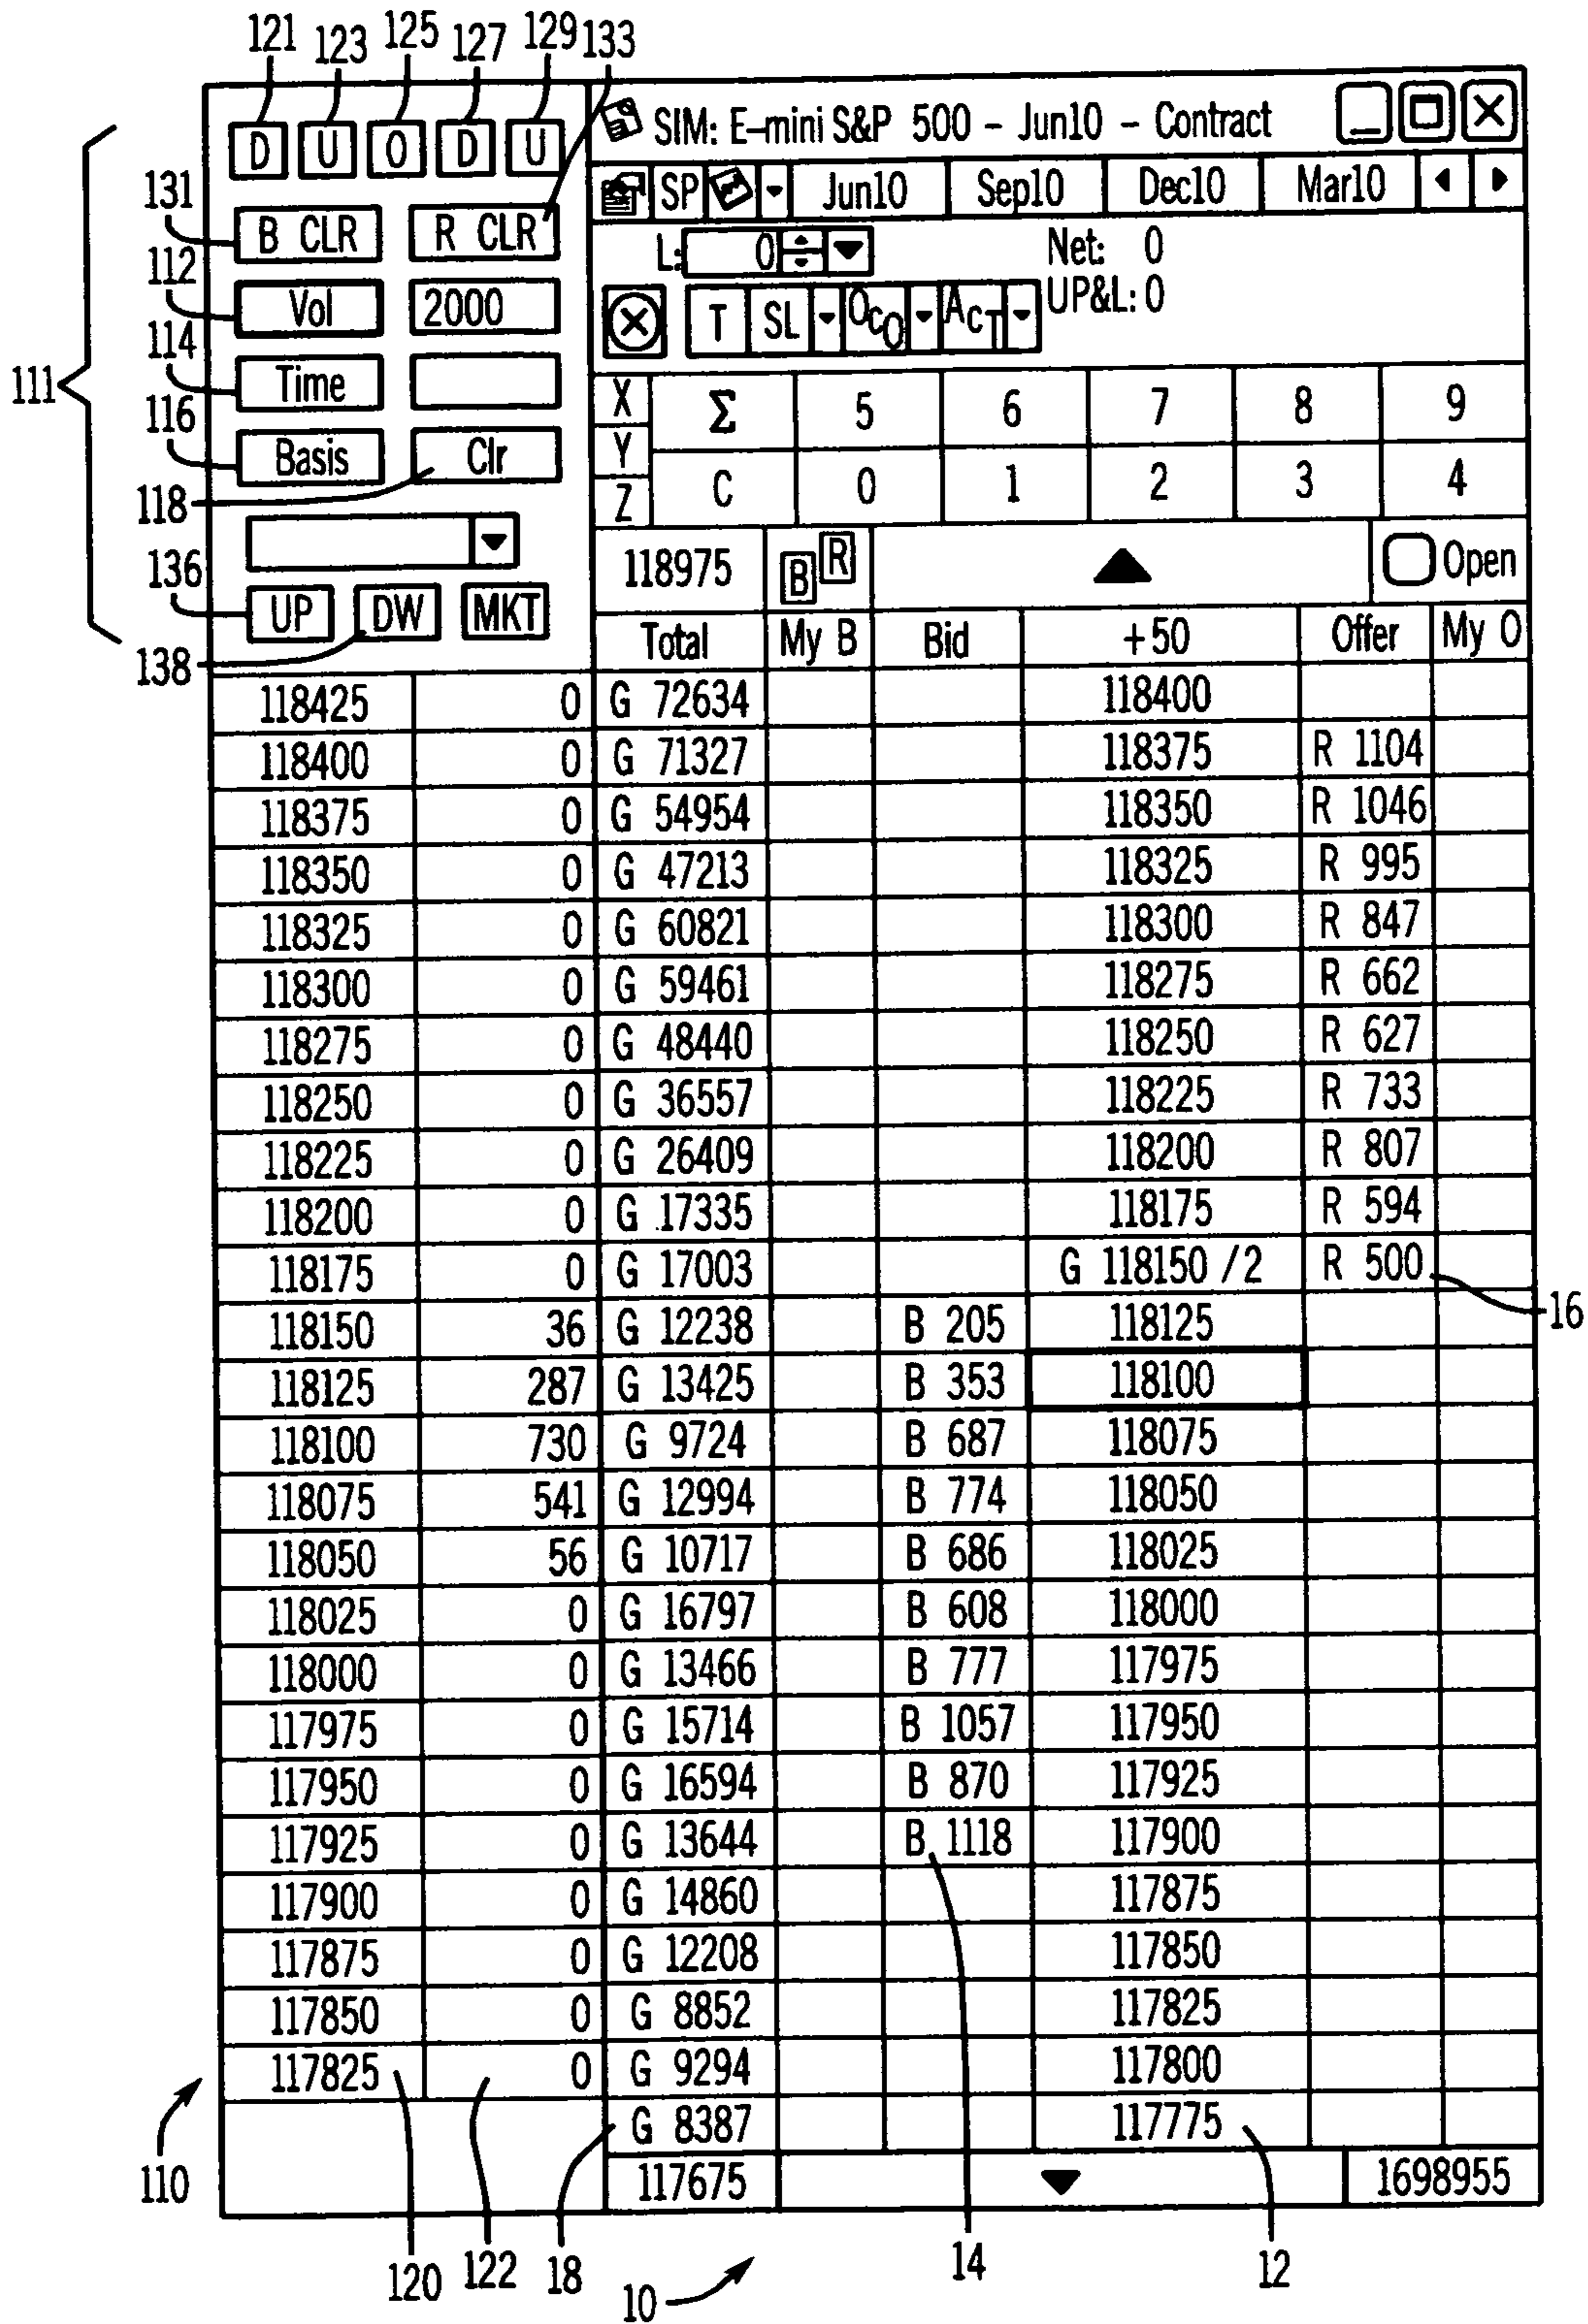 121 123 125 127 129 133
D U O D U
SIM: E-mini S&P 500 - Jun10 - Contract
SP Jun10 Sep10 Dec10 Mar10
131 B CLR R CLR
L: 0 Net: 0
112 Vol 2000
T SL OCO ACT UP&L: 0
114 Time
111
X Σ 5 6 7 8 9
116 Basis Clr
Y
Z C 0 1 2 3 4
118
118975 B R Open
136 UP DW MKT
Total My B Bid +50 Offer My O
138
118425 0 G 72634 118400
118400 0 G 71327 118375 R 1104
118375 0 G 54954 118350 R 1046
118350 0 G 47213 118325 R 995
118325 0 G 60821 118300 R 847
118300 0 G 59461 118275 R 662
118275 0 G 48440 118250 R 627
118250 0 G 36557 118225 R 733
118225 0 G 26409 118200 R 807
118200 0 G 17335 118175 R 594
118175 0 G 17003 G 118150 /2 R 500
16
118150 36 G 12238 B 205 118125
118125 287 G 13425 B 353 118100
118100 730 G 9724 B 687 118075
118075 541 G 12994 B 774 118050
118050 56 G 10717 B 686 118025
118025 0 G 16797 B 608 118000
118000 0 G 13466 B 777 117975
117975 0 G 15714 B 1057 117950
117950 0 G 16594 B 870 117925
117925 0 G 13644 B 1118 117900
117900 0 G 14860 117875
117875 0 G 12208 117850
117850 0 G 8852 117825
117825 0 G 9294 117800
G 8387 117775
117675 1698955
110
120 122 18 10 14 12